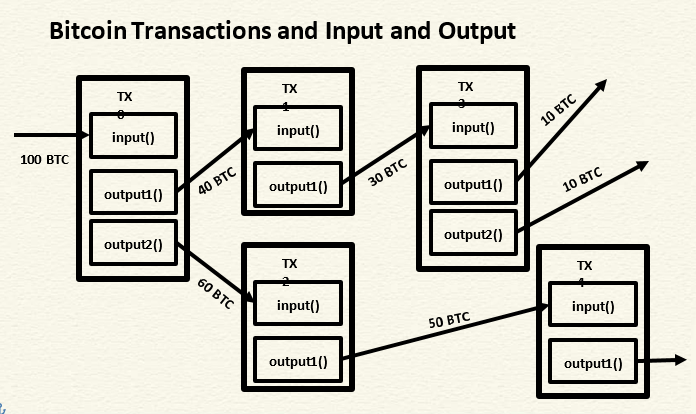 Bitcoin Transactions and Input and Output
100 BTC
TX
0
input()
output1()
output2()
40 BTC
60 BTC
TX
1
input()
output1()
30 BTC
TX
2
input()
output1()
50 BTC
TX
3
input()
output1()
output2()
10 BTC
10 BTC
TX
4
input()
output1()